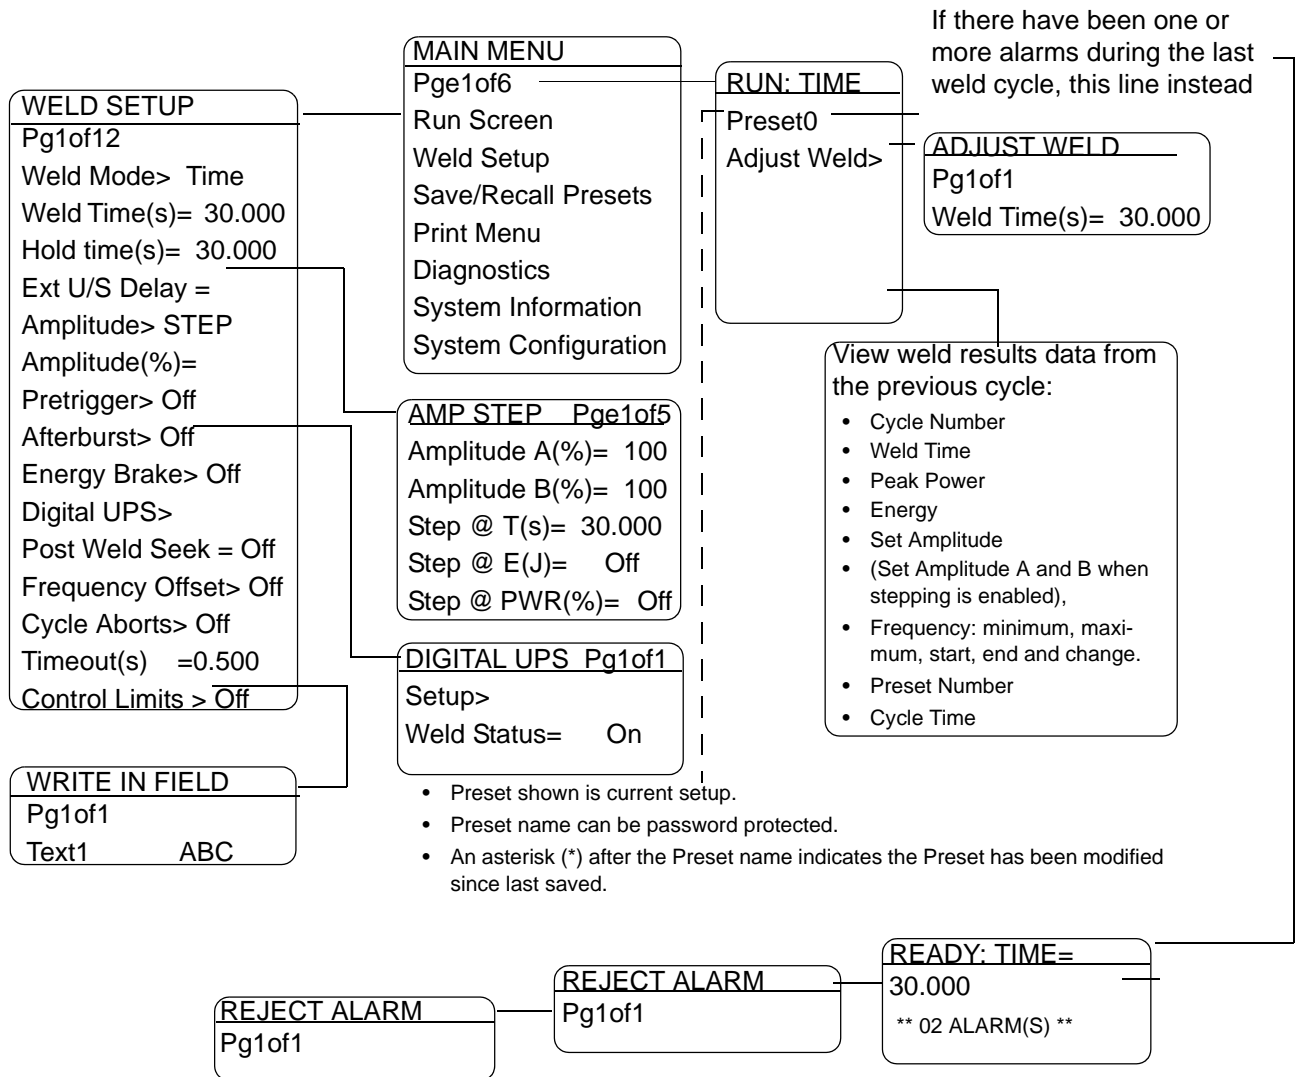 If there have been one or
more alarms during the last
weld cycle, this line instead
MAIN MENU
Pge1of6
Run Screen
Weld Setup
Save/Recall Presets
Print Menu
Diagnostics
System Information
System Configuration
RUN: TIME
Preset0
Adjust Weld>
ADJUST WELD
Pg1of1
Weld Time(s)= 30.000
WELD SETUP
Pg1of12
Weld Mode> Time
Weld Time(s)= 30.000
Hold time(s)= 30.000
Ext U/S Delay =
Amplitude> STEP
Amplitude(%)=
Pretrigger> Off
Afterburst> Off
Energy Brake> Off
Digital UPS>
Post Weld Seek = Off
Frequency Offset> Off
Cycle Aborts> Off
Timeout(s) =0.500
Control Limits > Off
AMP STEP Pge1of5
Amplitude A(%)= 100
Amplitude B(%)= 100
Step @ T(s)= 30.000
Step @ E(J)= Off
Step @ PWR(%)= Off
View weld results data from
the previous cycle:
• Cycle Number
• Weld Time
• Peak Power
• Energy
• Set Amplitude
• (Set Amplitude A and B when
stepping is enabled),
• Frequency: minimum, maxi-
mum, start, end and change.
• Preset Number
• Cycle Time
DIGITAL UPS Pg1of1
Setup>
Weld Status= On
WRITE IN FIELD
Pg1of1
Text1 ABC
• Preset shown is current setup.
• Preset name can be password protected.
• An asterisk (*) after the Preset name indicates the Preset has been modified
since last saved.
READY: TIME=
30.000
** 02 ALARM(S) **
REJECT ALARM
Pg1of1
REJECT ALARM
Pg1of1